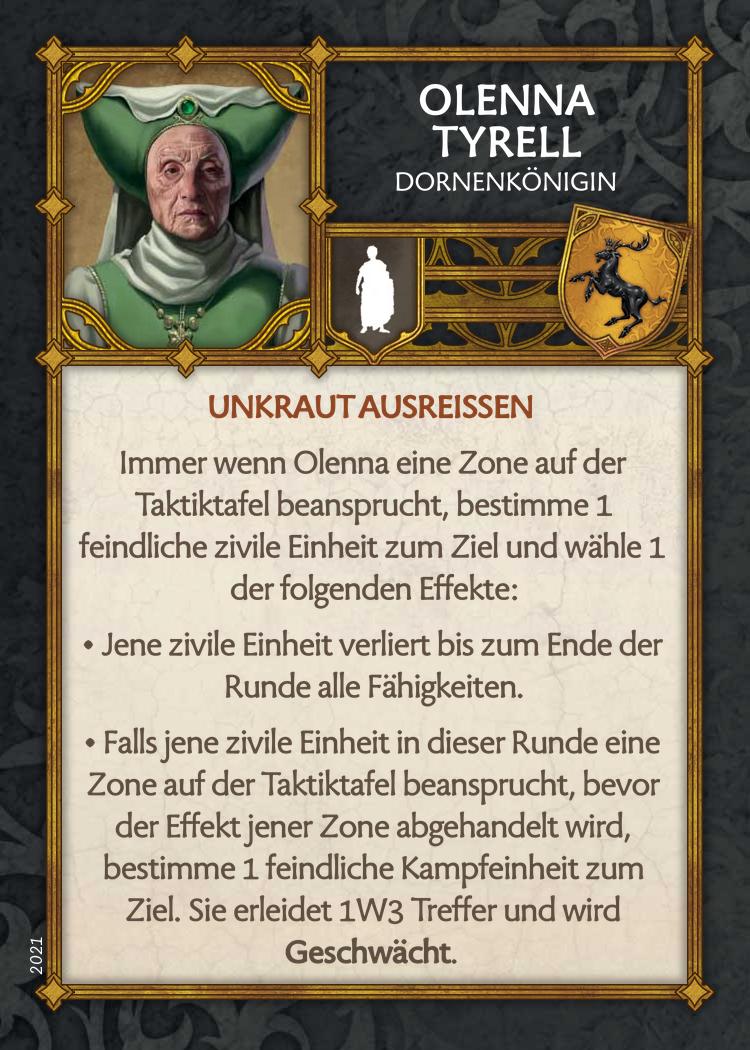 OLENNA
TYRELL
DORNENKÖNIGIN
UNKRAUT AUSREISSEN
Immer wenn Olenna eine Zone auf der
Taktiktafel beansprucht, bestimme 1
feindliche zivile Einheit zum Ziel und wähle 1
der folgenden Effekte:
• Jene zivile Einheit verliert bis zum Ende der
Runde alle Fähigkeiten.
• Falls jene zivile Einheit in dieser Runde eine
Zone auf der Taktiktafel beansprucht, bevor
der Effekt jener Zone abgehandelt wird,
bestimme 1 feindliche Kampfeinheit zum
Ziel. Sie erleidet 1W3 Treffer und wird
Geschwächt.
2021